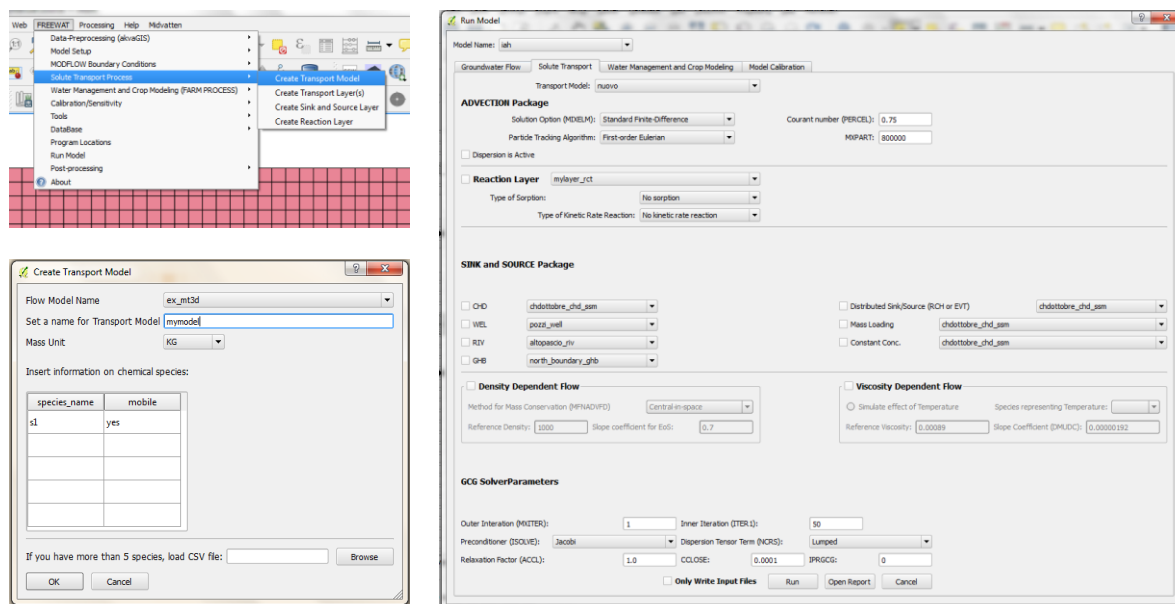 Web FREEWAT Processing Help Midvatten
Data-Preprocessing (akvaGIS)
Model Setup
MODFLOW Boundary Conditions
Solute Transport Process
Water Management and Crop Modeling (FARM PROCESS)
Calibration/Sensitivity
Tools
DataBase
Program Locations
Run Model
Post-processing
About
Create Transport Model
Create Transport Layer(s)
Create Sink and Source Layer
Create Reaction Layer
Create Transport Model
Flow Model Name ex_mt3d
Set a name for Transport Model mymodel
Mass Unit KG
Insert information on chemical species:
species_name mobile
s1 yes
If you have more than 5 species, load CSV file: Browse
OK Cancel
Run Model
Model Name: iah
Groundwater Flow Solute Transport Water Management and Crop Modeling Model Calibration
Transport Model: nuovo
ADVECTION Package
Solution Option (MIXELM): Standard Finite-Difference Courant number (PERCEL): 0.75
Particle Tracking Algorithm: First-order Eulerian MXPART: 800000
Dispersion is Active
Reaction Layer mylayer_rct
Type of Sorption: No sorption
Type of Kinetic Rate Reaction: No kinetic rate reaction
SINK and SOURCE Package
CHD chdottobre_chd_ssm Distributed Sink/Source (RCH or EVT) chdottobre_chd_ssm
WEL pozzi_well Mass Loading chdottobre_chd_ssm
RIV altopascio_riv Constant Conc. chdottobre_chd_ssm
GHB north_boundary_ghb
Density Dependent Flow Viscosity Dependent Flow
Method for Mass Conservation (MFNADVFD) Central-in-space Simulate effect of Temperature Species representing Temperature:
Reference Density: 1000 Slope coefficient for EoS: 0.7 Reference Viscosity: 0.00089 Slope Coefficient (DMUDC): 0.00000192
GCG SolverParameters
Outer Interation (MXITER): 1 Inner Iteration (ITER1): 50
Preconditioner (ISOLVE): Jacobi Dispersion Tensor Term (NCRS): Lumped
Relaxation Factor (ACCL): 1.0 CCLOSE: 0.0001 IPRGCG: 0
Only Write Input Files Run Open Report Cancel